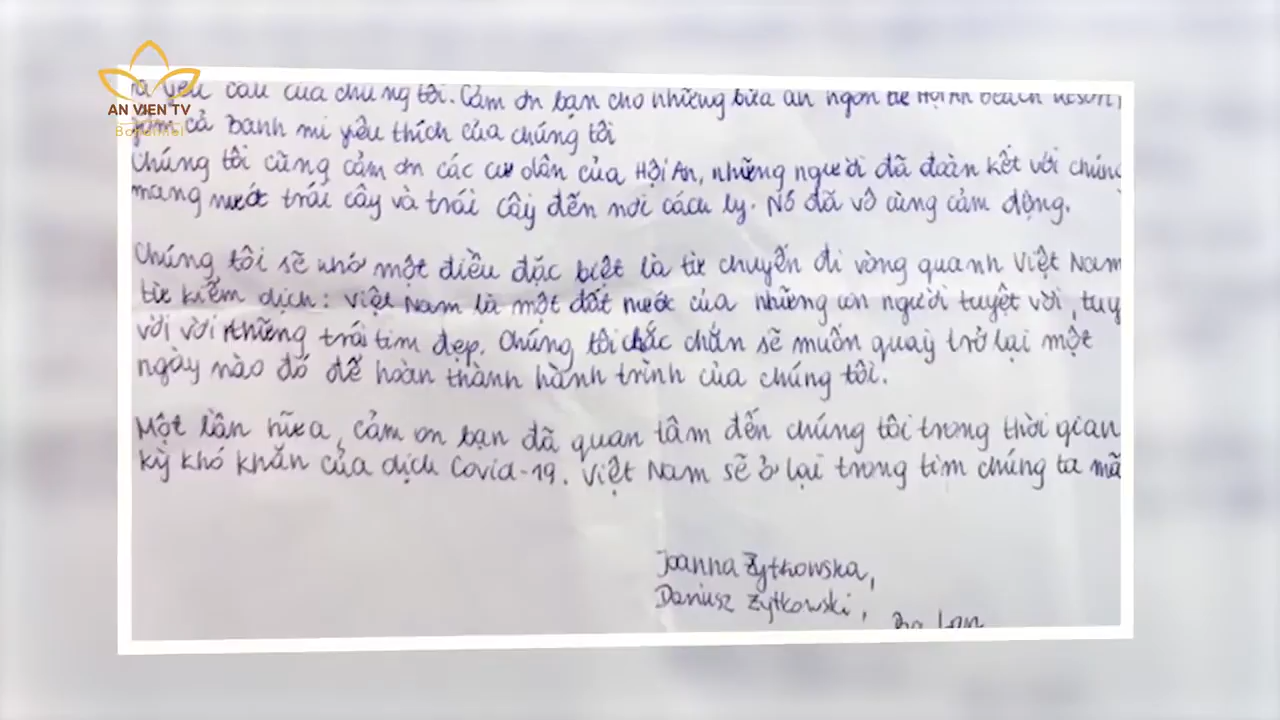 AN VIEN TV
yêu cầu của chúng tôi. Cảm ơn bạn cho những bữa ăn ngon
cả bánh mì yêu thích của chúng tôi
Chúng tôi cũng cảm ơn các cư dân của Hội An, những người đã đoàn kết với chúng
mang nước trái cây và trái cây đến nơi cácu ly. Nó đã vô cùng cảm động.
Chúng tôi sẽ nhớ một điều đặc biệt là từ chuyến đi vòng quanh Việt Nam
từ kiểm dịch: Việt Nam là một đất nước của những con người tuyệt vời, tuy
vời với những trái tim đẹp. Chúng tôi chắc chắn sẽ muốn quay trở lại một
ngày nào đó để hoàn thành hành trình của chúng tôi.
Một lần nữa, cảm ơn bạn đã quan tâm đến chúng tôi trong thời gian
kỳ khó khăn của dịch Covid-19. Việt Nam sẽ ở lại trong tim chúng ta mã
Joanna Żytkowska,
Dariusz Żytkowski,
Ba Lan